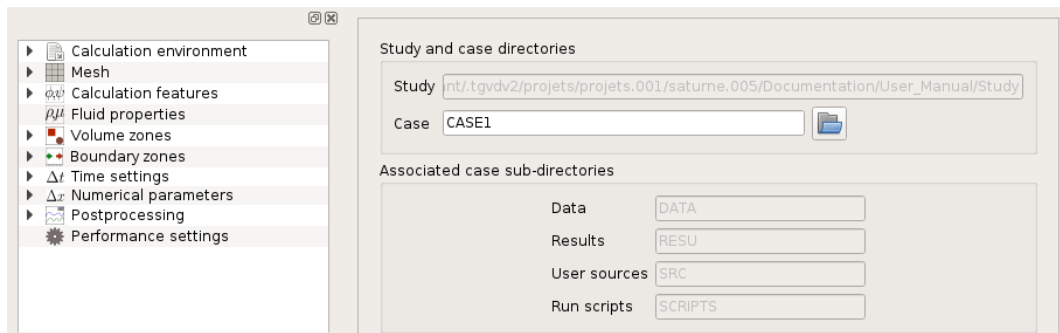 Calculation environment
Mesh
Calculation features
Fluid properties
Volume zones
Boundary zones
Δt Time settings
Δx Numerical parameters
Postprocessing
Performance settings
Study and case directories
Study nt/.tgvdv2/projets/projets.001/saturne.005/Documentation/User_Manual/Study
Case CASE1
Associated case sub-directories
Data DATA
Results RESU
User sources SRC
Run scripts SCRIPTS